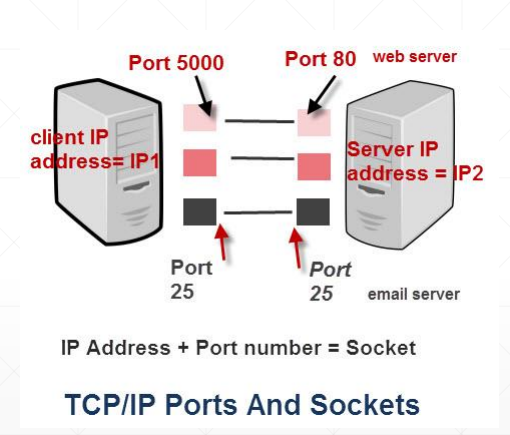 Port 5000
Port 80
web server
client IP
address= IP1
Server IP
address = IP2
Port
25
Port
25
email server
IP Address + Port number = Socket
TCP/IP Ports And Sockets